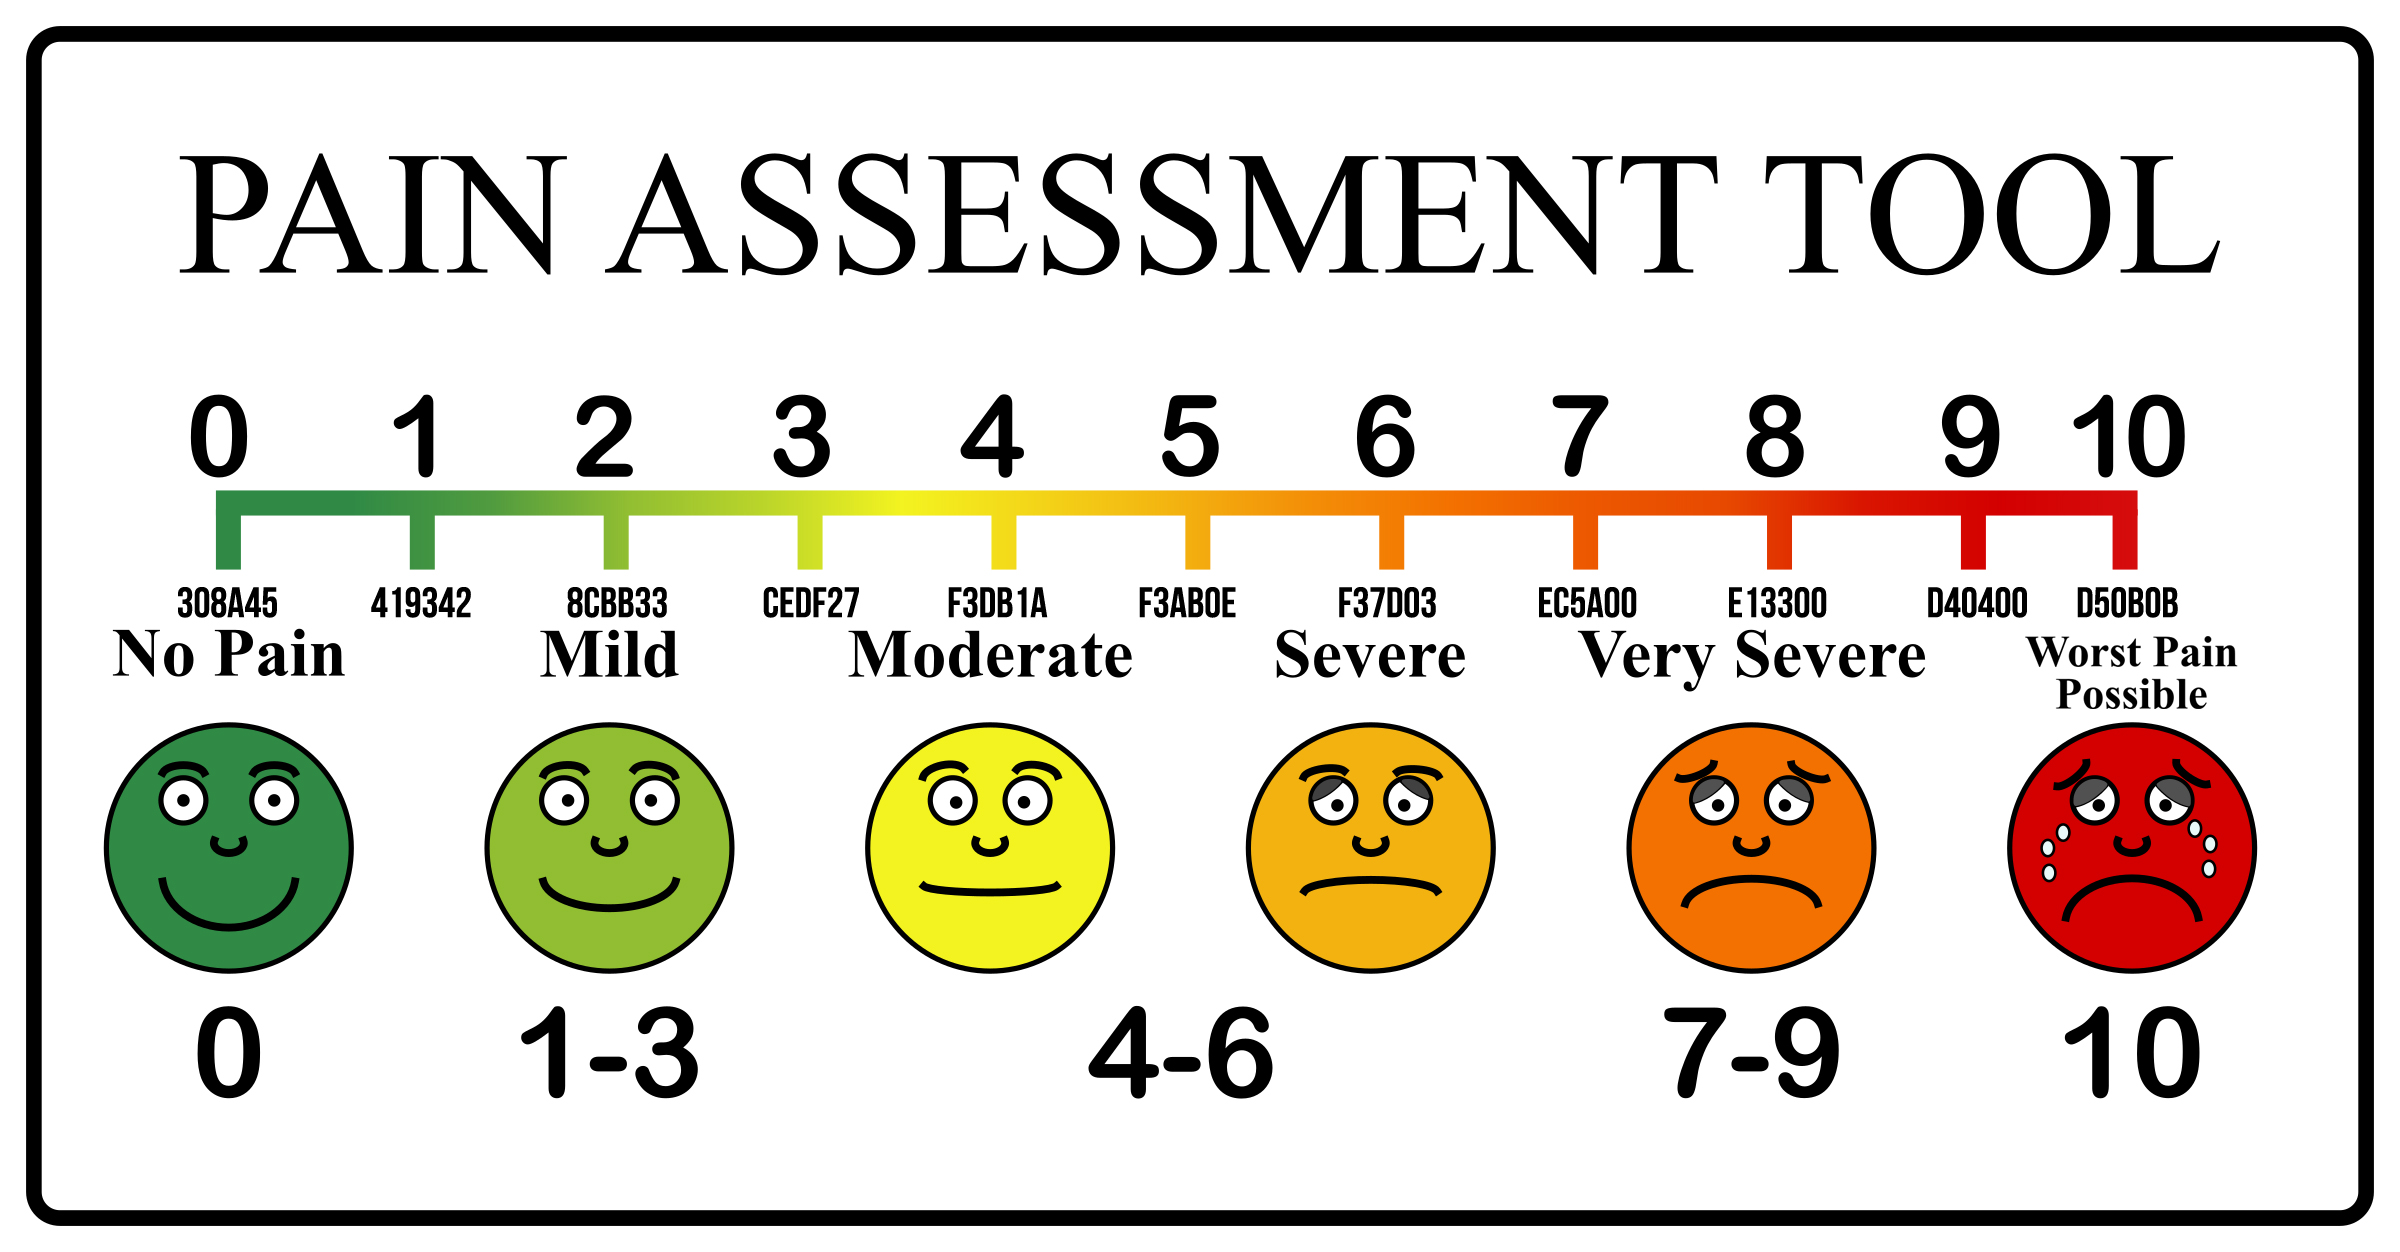 PAIN ASSESSMENT TOOL
0 1 2 3 4 5 6 7 8 9 10
308A45 419342 8CBB33 CEDF27 F3DB1A F3AB0E F37D03 EC5A00 E13300 D40400 D50B0B
No Pain Mild Moderate Severe Very Severe Worst Pain
Possible
0 1-3 4-6 7-9 10